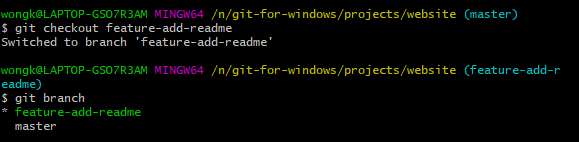 wongk@LAPTOP-GSO7R3AM MINGW64 /n/git-for-windows/projects/website (master)
$ git checkout feature-add-readme
Switched to branch 'feature-add-readme'
wongk@LAPTOP-GSO7R3AM MINGW64 /n/git-for-windows/projects/website (feature-add-r
eadme)
$ git branch
* feature-add-readme
  master